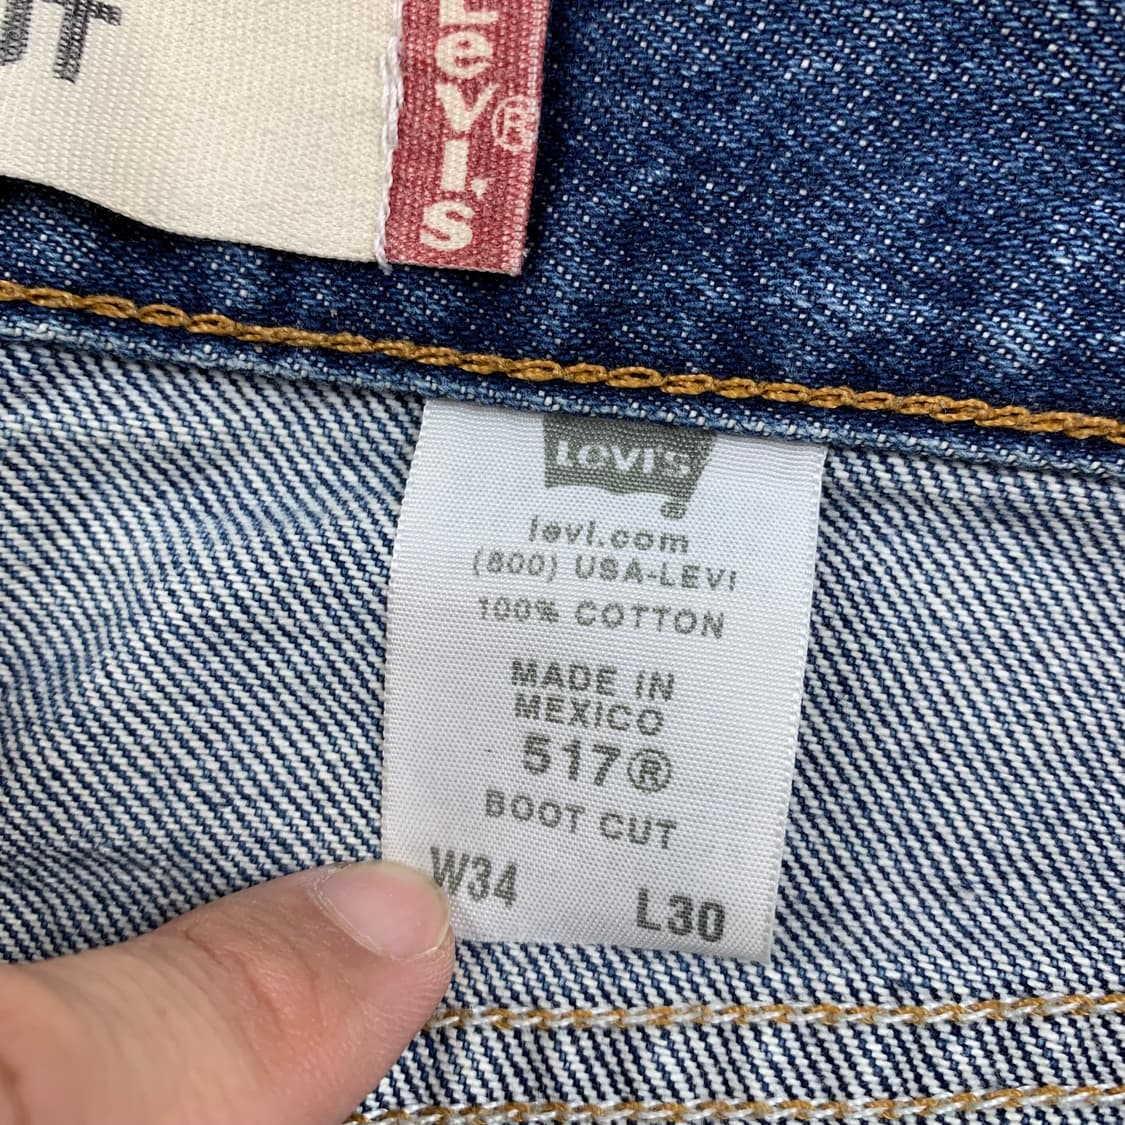 Levi's®
LEVI'S
levi.com
(800) USA-LEVI
100% COTTON
MADE IN
MEXICO
517®
BOOT CUT
W34 L30